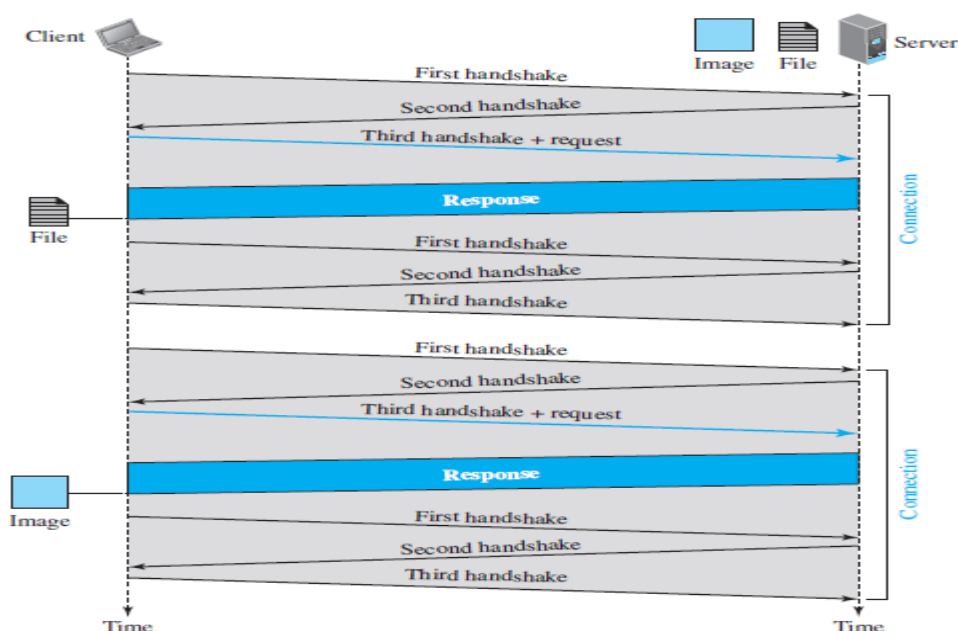 Client
Image
File
Server
First handshake
Second handshake
Third handshake + request
Response
File
First handshake
Second handshake
Third handshake
Connection
First handshake
Second handshake
Third handshake + request
Response
Image
First handshake
Second handshake
Third handshake
Connection
Time
Time